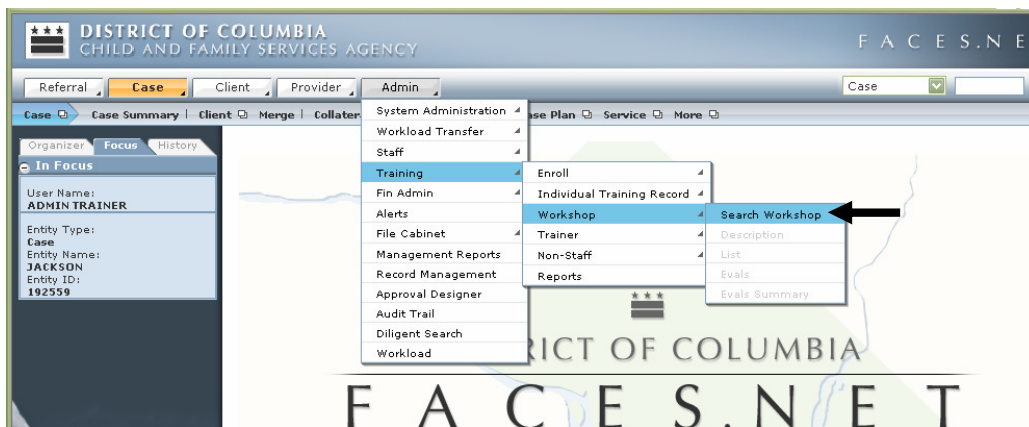 DISTRICT OF COLUMBIA
CHILD AND FAMILY SERVICES AGENCY
FACES.NE
Referral Case Client Provider Admin Case
Case Case Summary | Client Merge | Collater ase Plan Service More
Organizer Focus History
In Focus
User Name:
ADMIN TRAINER
Entity Type:
Case
Entity Name:
JACKSON
Entity ID:
192559
System Administration
Workload Transfer
Staff
Training
Fin Admin
Alerts
File Cabinet
Management Reports
Record Management
Approval Designer
Audit Trail
Diligent Search
Workload
Enroll
Individual Training Record
Workshop
Trainer
Non-Staff
Reports
Search Workshop
Description
List
Evals
Evals Summary
RICT OF COLUMBIA
FACES.NET